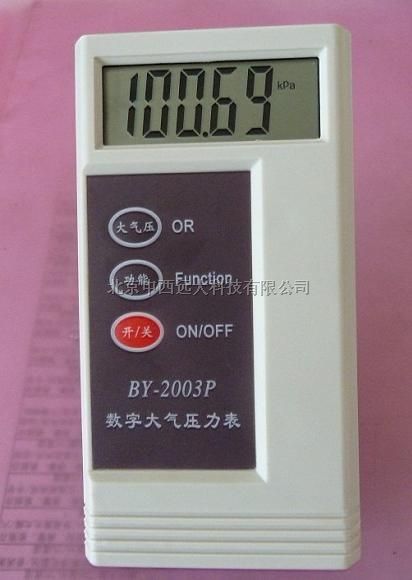 100.69 kPa
大气压 OR
功能 Function
北京中西远大科技有限公司
开/关 ON/OFF
BY-2003P
数字大气压力表